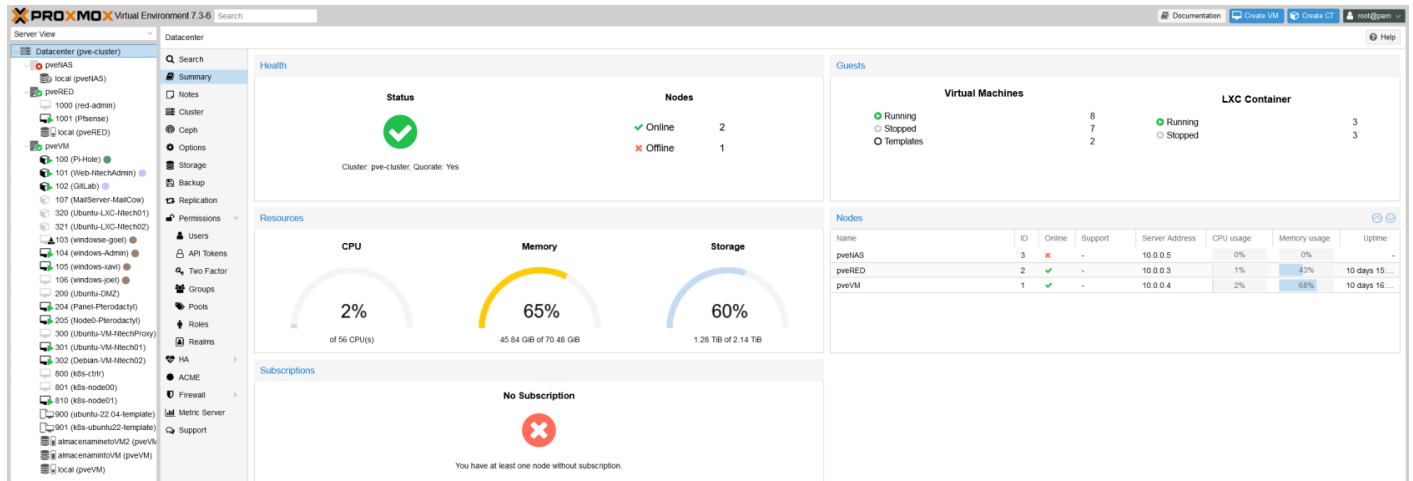 PROXMOX Virtual Environment 7.3-6 Search
Documentation Create VM Create CT root@pam
Server View
Datacenter (pve-cluster)
pveNAS
local (pveNAS)
pveRED
1000 (red-admin)
1001 (Pfsense)
local (pveRED)
pveVM
100 (Pi-Hole)
101 (Web-NtechAdmin)
102 (GitLab)
107 (MailServer-MailCow)
320 (Ubuntu-LXC-Ntech01)
321 (Ubuntu-LXC-Ntech02)
103 (windowse-goel)
104 (windows-Admin)
105 (windows-xavi)
106 (windows-joel)
200 (Ubuntu-DMZ)
204 (Panel-Pterodactyl)
205 (Node0-Pterodactyl)
300 (Ubuntu-VM-NtechProxy)
301 (Ubuntu-VM-Ntech01)
302 (Debian-VM-Ntech02)
800 (k8s-ctrlr)
801 (k8s-node00)
810 (k8s-node01)
900 (ubuntu-22.04-template)
901 (k8s-ubuntu22-template)
almacenaminetoVM2 (pveVM
almacenamintoVM (pveVM)
local (pveVM)
Datacenter
Help
Search
Summary
Notes
Cluster
Ceph
Options
Storage
Backup
Replication
Permissions
Users
API Tokens
Two Factor
Groups
Pools
Roles
Realms
HA
ACME
Firewall
Metric Server
Support
Health
Status
Cluster: pve-cluster, Quorate: Yes
Nodes
Online 2
Offline 1
Guests
Virtual Machines
Running 8
Stopped 7
Templates 2
LXC Container
Running 3
Stopped 3
Resources
CPU
2%
of 56 CPU(s)
Memory
65%
45.84 GiB of 70.48 GiB
Storage
60%
1.28 TiB of 2.14 TiB
Nodes
Name ID Online Support Server Address CPU usage Memory usage Uptime
pveNAS 3 - 10.0.0.5 0% 0% -
pveRED 2 - 10.0.0.3 1% 43% 10 days 15:...
pveVM 1 - 10.0.0.4 2% 68% 10 days 16:...
Subscriptions
No Subscription
You have at least one node without subscription.